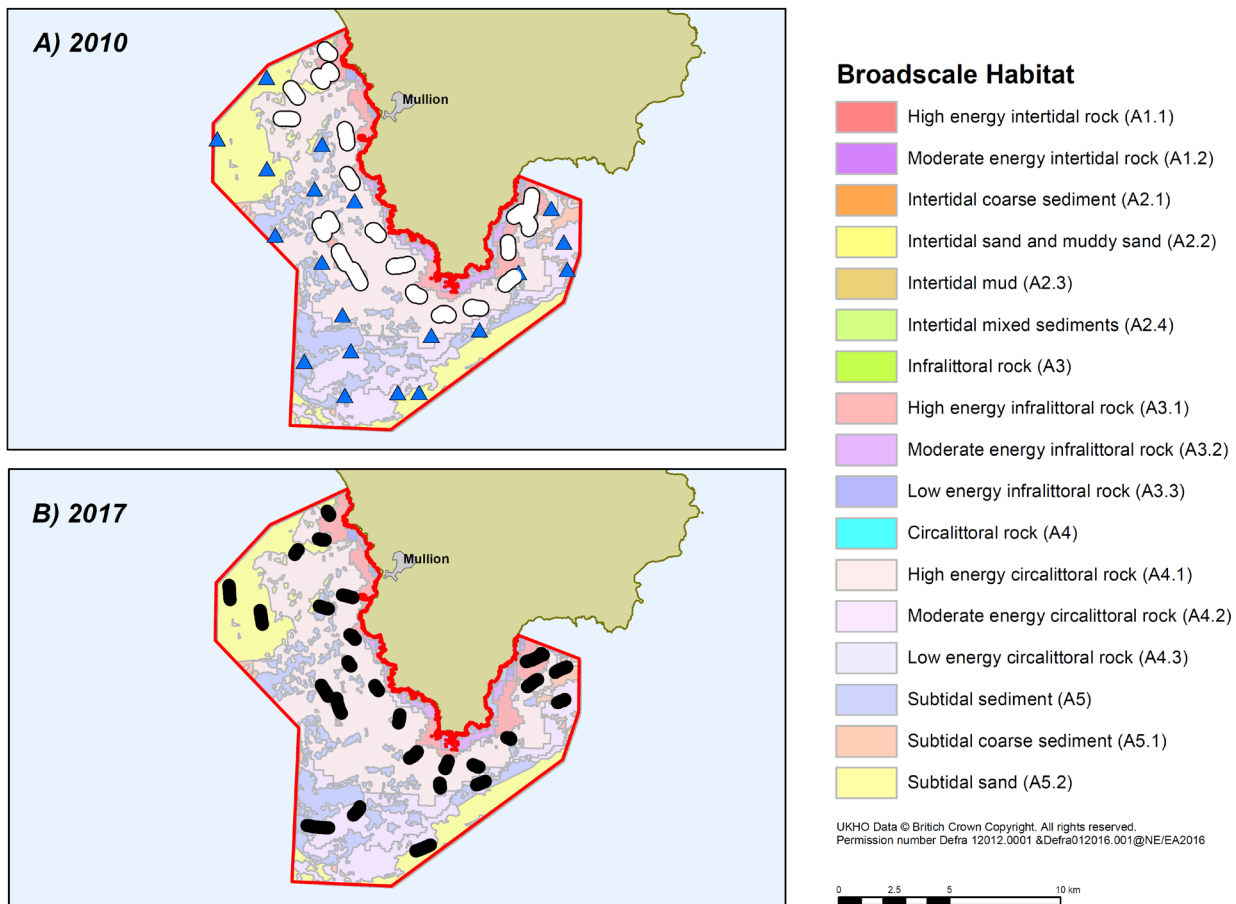 A) 2010
Mullion
B) 2017
Mullion
Broadscale Habitat
High energy intertidal rock (A1.1)
Moderate energy intertidal rock (A1.2)
Intertidal coarse sediment (A2.1)
Intertidal sand and muddy sand (A2.2)
Intertidal mud (A2.3)
Intertidal mixed sediments (A2.4)
Infralittoral rock (A3)
High energy infralittoral rock (A3.1)
Moderate energy infralittoral rock (A3.2)
Low energy infralittoral rock (A3.3)
Circalittoral rock (A4)
High energy circalittoral rock (A4.1)
Moderate energy circalittoral rock (A4.2)
Low energy circalittoral rock (A4.3)
Subtidal sediment (A5)
Subtidal coarse sediment (A5.1)
Subtidal sand (A5.2)
UKHO Data © Britich Crown Copyright. All rights reserved.
Permission number Defra 12012.0001 &Defra012016.001@NE/EA2016
0 2.5 5 10 km